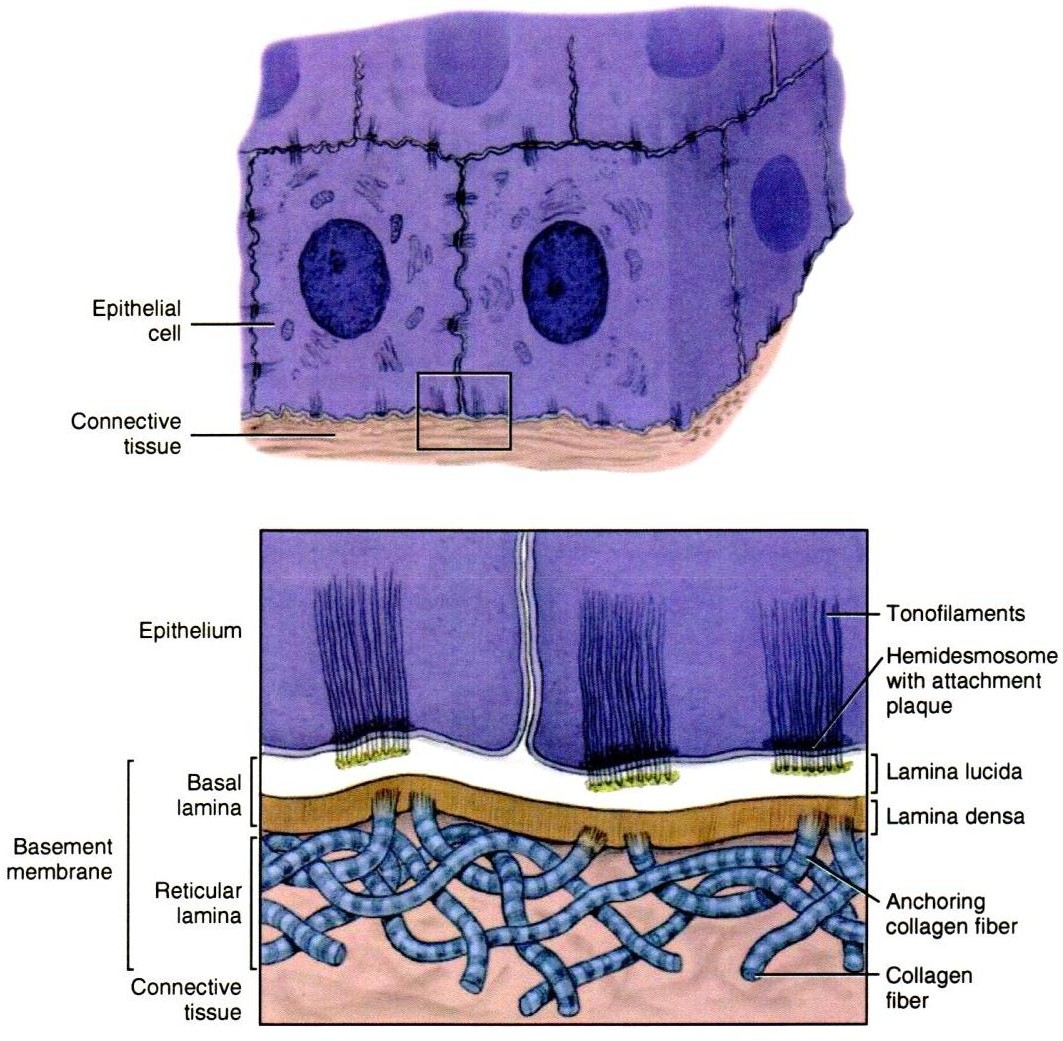 Epithelial
cell
Connective
tissue
Epithelium
Tonofilaments
Hemidesmosome
with attachment
plaque
Basal
lamina
Lamina lucida
Lamina densa
Basement
membrane
Reticular
lamina
Anchoring
collagen fiber
Connective
tissue
Collagen
fiber